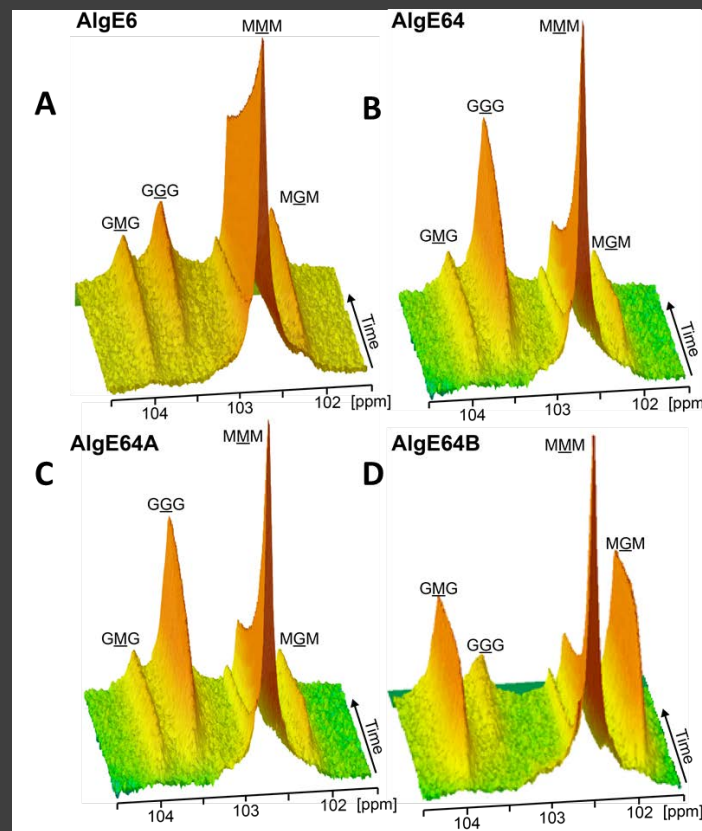 AlgE6
A
MMM
GGG
GMG
MGM
Time
104 103 102 [ppm]
AlgE64
B
MMM
GGG
GMG
MGM
Time
104 103 102 [ppm]
AlgE64A
C
MMM
GGG
GMG
MGM
Time
104 103 102 [ppm]
AlgE64B
D
MMM
MGM
GMG
GGG
Time
104 103 102 [ppm]